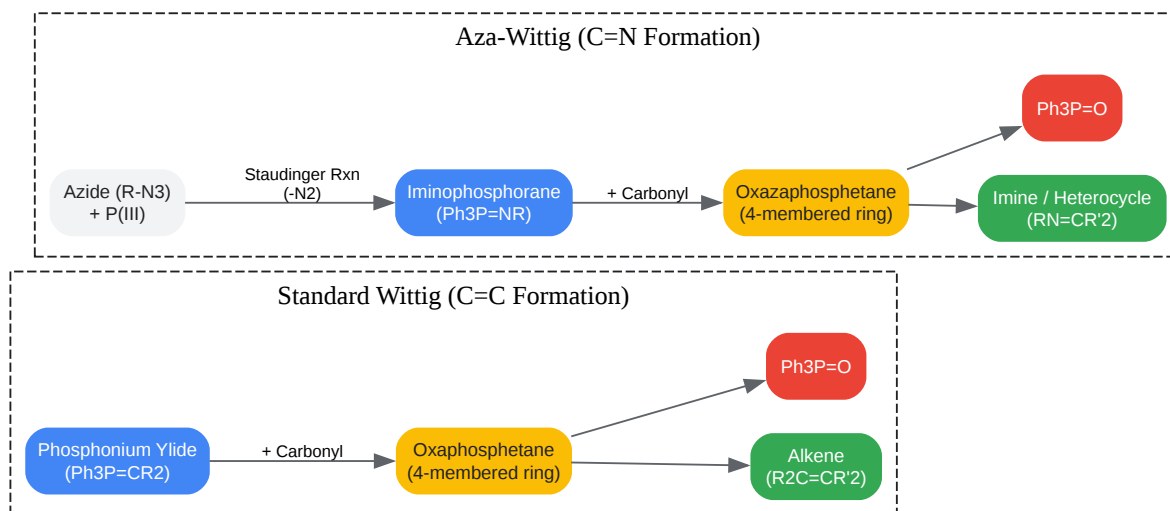 Aza-Wittig (C=N Formation)
Ph3P=O
Azide (R-N3)
+ P(III)
Staudinger Rxn
(-N2)
Iminophosphorane
(Ph3P=NR)
+ Carbonyl
Oxazaphosphetane
(4-membered ring)
Imine / Heterocycle
(RN=CR'2)
Standard Wittig (C=C Formation)
Ph3P=O
Phosphonium Ylide
(Ph3P=CR2)
+ Carbonyl
Oxaphosphetane
(4-membered ring)
Alkene
(R2C=CR'2)